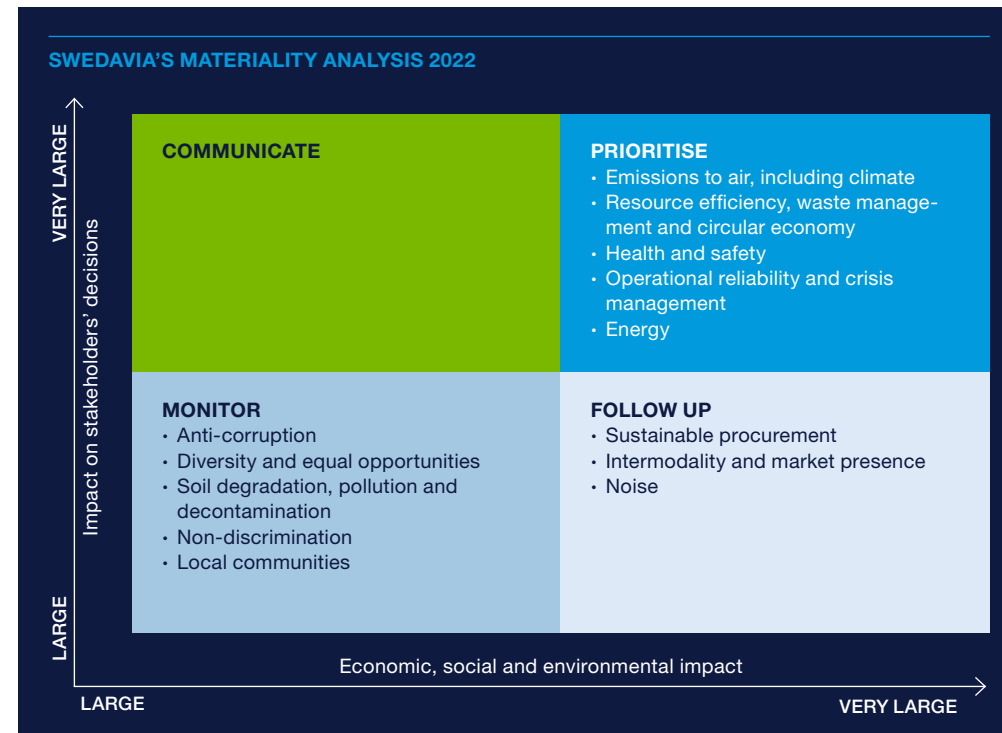 SWEDAVIA'S MATERIALITY ANALYSIS 2022
VERY LARGE
Impact on stakeholders' decisions
LARGE
COMMUNICATE
PRIORITISE
· Emissions to air, including climate
· Resource efficiency, waste manage-
ment and circular economy
· Health and safety
· Operational reliability and crisis
management
· Energy
MONITOR
· Anti-corruption
· Diversity and equal opportunities
· Soil degradation, pollution and
decontamination
· Non-discrimination
· Local communities
FOLLOW UP
· Sustainable procurement
· Intermodality and market presence
· Noise
Economic, social and environmental impact
LARGE
VERY LARGE